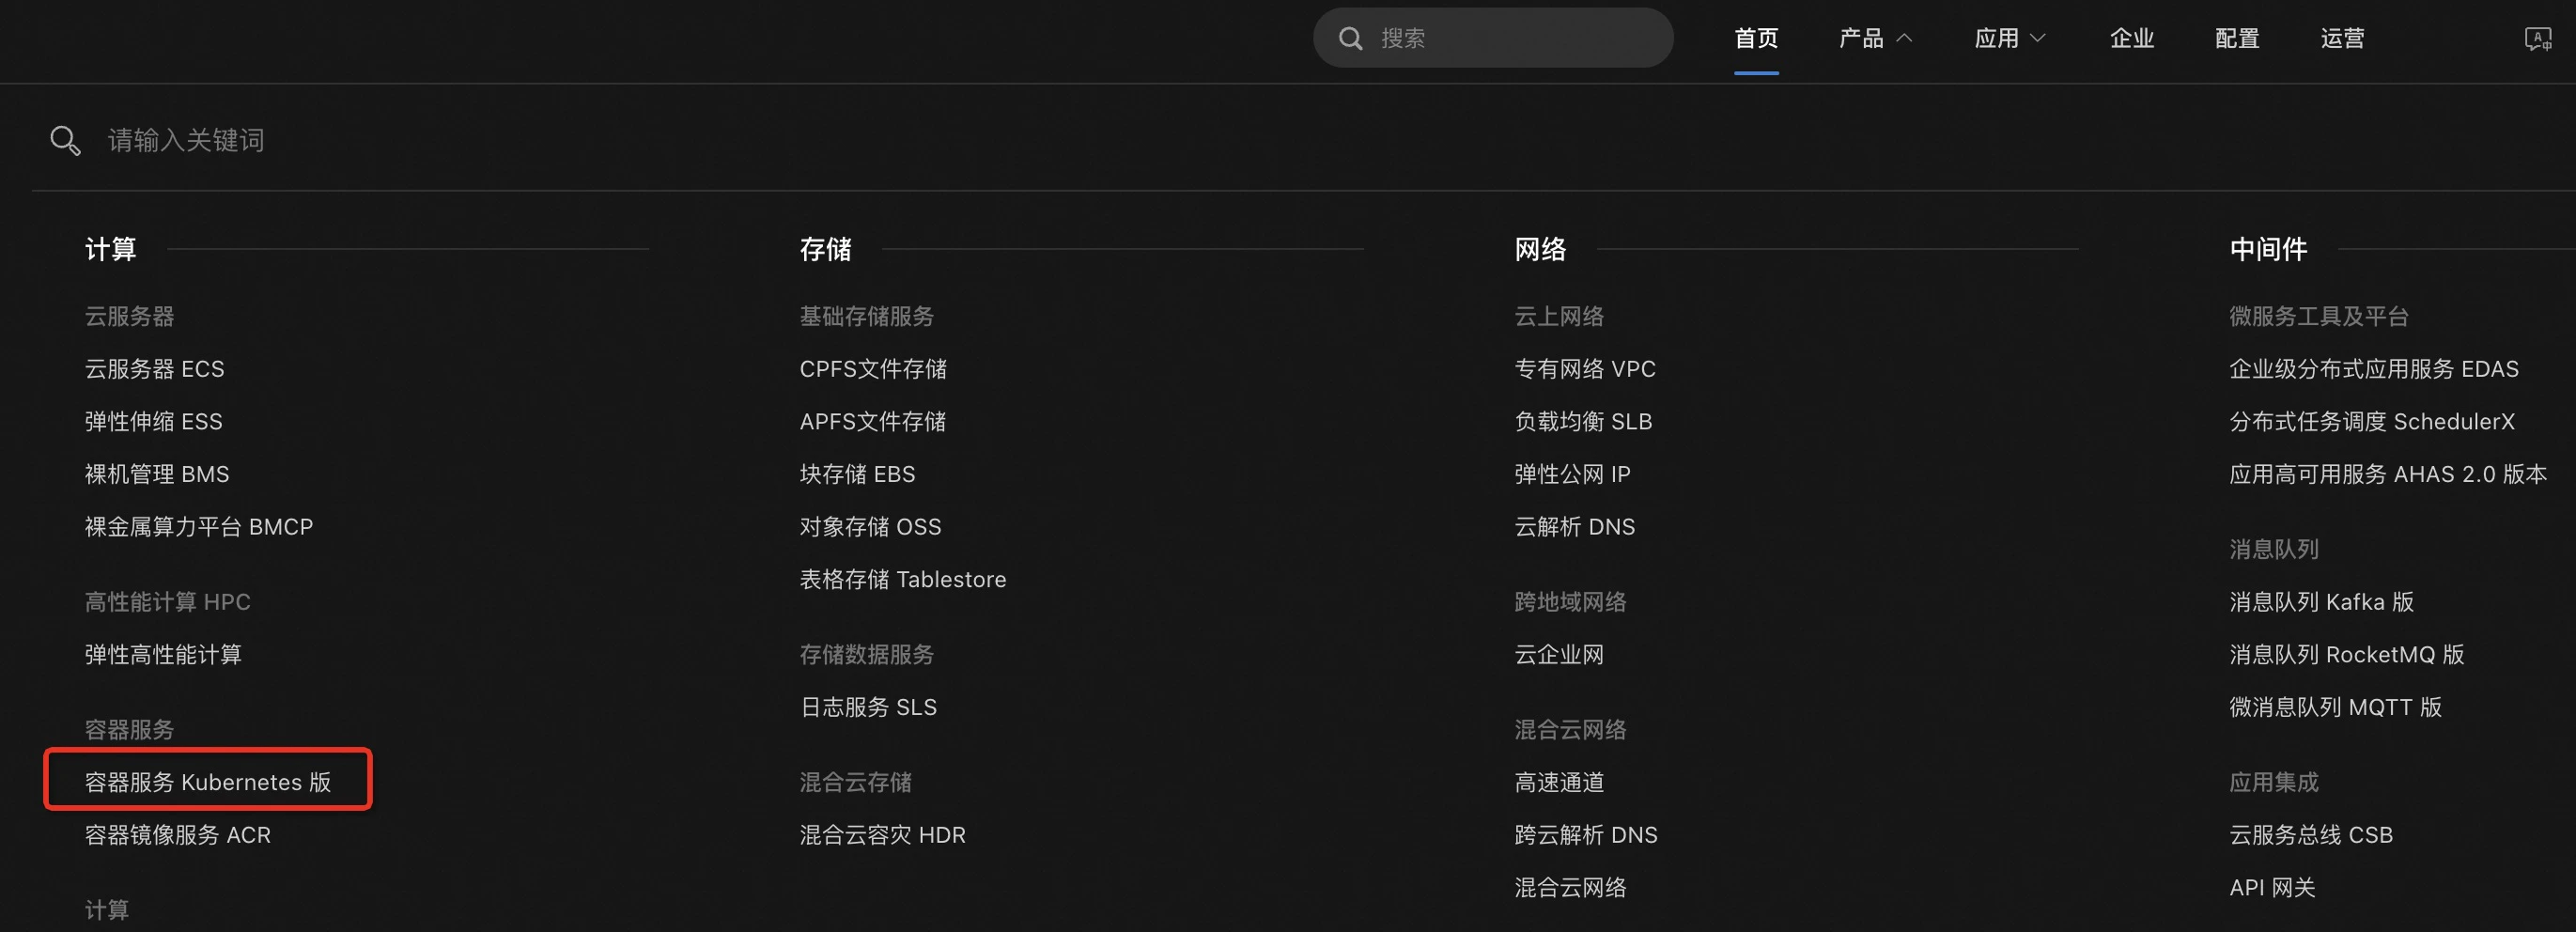 搜索
首页
产品
应用
企业
配置
运营
请输入关键词
计算
云服务器
云服务器 ECS
弹性伸缩 ESS
裸机管理 BMS
裸金属算力平台 BMCP
高性能计算 HPC
弹性高性能计算
容器服务
容器服务 Kubernetes 版
容器镜像服务 ACR
计算
存储
基础存储服务
CPFS文件存储
APFS文件存储
块存储 EBS
对象存储 OSS
表格存储 Tablestore
存储数据服务
日志服务 SLS
混合云存储
混合云容灾 HDR
网络
云上网络
专有网络 VPC
负载均衡 SLB
弹性公网 IP
云解析 DNS
跨地域网络
云企业网
混合云网络
高速通道
跨云解析 DNS
混合云网络
中间件
微服务工具及平台
企业级分布式应用服务 EDAS
分布式任务调度 SchedulerX
应用高可用服务 AHAS 2.0 版本
消息队列
消息队列 Kafka 版
消息队列 RocketMQ 版
微消息队列 MQTT 版
应用集成
云服务总线 CSB
API 网关